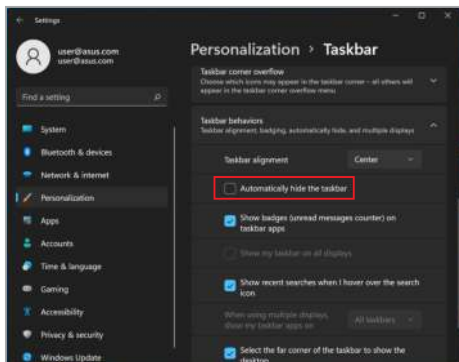 Settings
user@asus.com
user@asus.com
Find a setting
System
Bluetooth & devices
Network & internet
Personalization
Apps
Accounts
Time & language
Gaming
Accessibility
Privacy & security
Windows Update
Personalization > Taskbar
Taskbar corner overflow
Choose which icons may appear in the taskbar corner – all others will
appear in the taskbar corner overflow menu
Taskbar behaviors
Taskbar alignment, badging, automatically hide, and multiple displays
Taskbar alignment
Center
Automatically hide the taskbar
Show badges (unread messages counter) on
taskbar apps
Show my taskbar on all displays
Show recent searches when I hover over the search
icon
When using multiple displays,
show my taskbar apps on
All taskbars
Select the far corner of the taskbar to show the
desktop